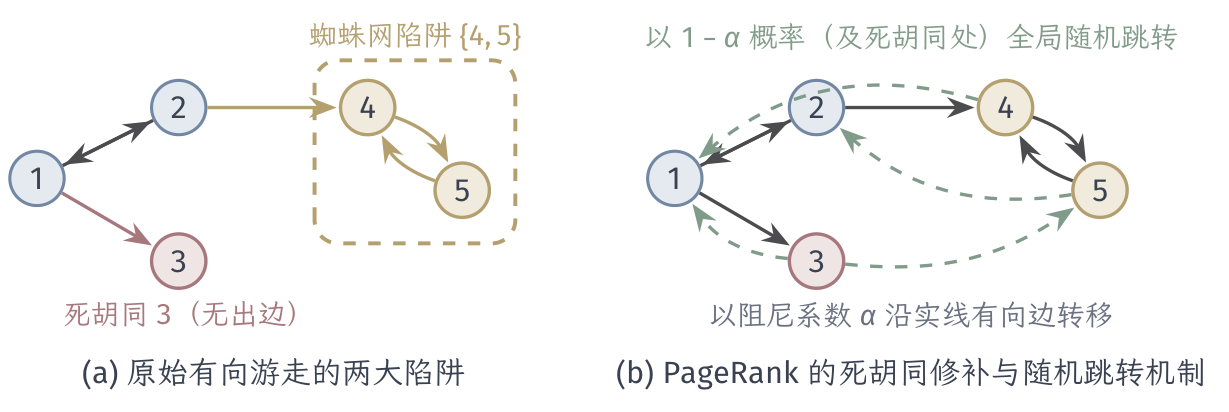 蜘蛛网陷阱 {4, 5}
2
4
1
5
3
死胡同 3（无出边）
(a) 原始有向游走的两大陷阱
以 1 − α 概率（及死胡同处）全局随机跳转
2
4
1
5
3
以阻尼系数 α 沿实线有向边转移
(b) PageRank 的死胡同修补与随机跳转机制